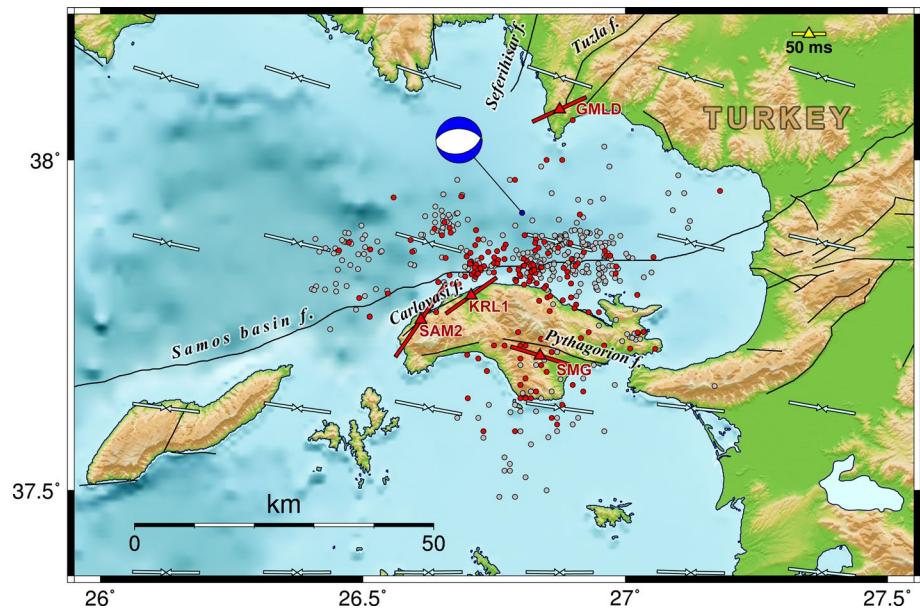 Seferihisar f.
Tuzla f.
50 ms
GMLD
TURKEY
38°
Carlovasi f.
KRL1
Samos basin f.
SAM2
Pythagorion f.
SMG
37.5°
km
0
50
26°
26.5°
27°
27.5°